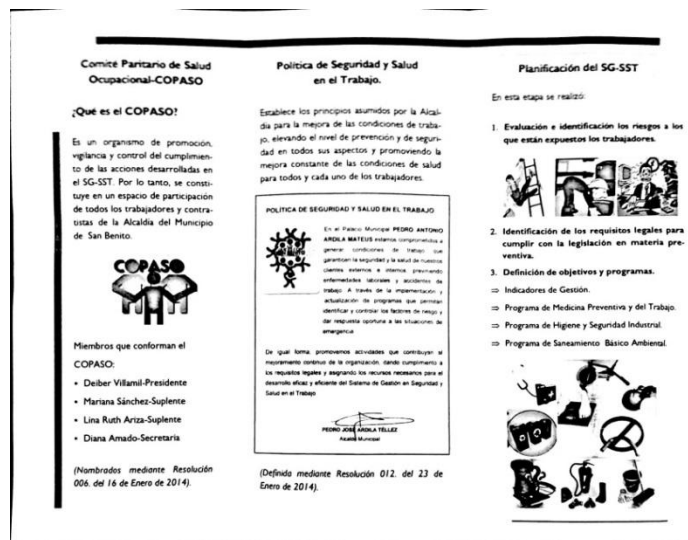 Comité Paritario de Salud
Ocupacional-COPASO
¿Qué es el COPASO?
Es un organismo de promoción,
vigilancia y control del cumplimien-
to de las acciones desarrolladas en
el SG-SST. Por lo tanto, se consti-
tuye en un espacio de participación
de todos los trabajadores y contra-
tistas de la Alcaldía del Municipio
de San Benito.
COPASO
Miembros que conforman el
COPASO:
• Deiber Villamil-Presidente
• Mariana Sánchez-Suplente
• Lina Ruth Ariza-Suplente
• Diana Amado-Secretaria
(Nombrados mediante Resolución
006. del 16 de Enero de 2014).
Política de Seguridad y Salud
en el Trabajo.
Establece los principios asumidos por la Alcal-
día para la mejora de las condiciones de traba-
jo, elevando el nivel de prevención y de seguri-
dad en todos sus aspectos y promoviendo la
mejora constante de las condiciones de salud
para todos y cada uno de los trabajadores.
POLÍTICA DE SEGURIDAD Y SALUD EN EL TRABAJO
En el Palacio Municipal PEDRO ANTONIO
ARDILA MATEUS estamos comprometidos a
generar condiciones de trabajo que
garanticen la seguridad y la salud de nuestros
clientes externos e internos previniendo
enfermedades laborales y accidentes de
trabajo. A través de la implementación y
actualización de programas que permitan
identificar y controlar los factores de riesgo y
dar respuesta oportuna a las situaciones de
emergencia
De igual forma, promovemos actividades que contribuyan al
mejoramiento continuo de la organización, dando cumplimiento a
los requisitos legales y asignando los recursos necesarios para el
desarrollo eficaz y eficiente del Sistema de Gestión en Seguridad y
Salud en el Trabajo
PEDRO JOSÉ ARDILA TÉLLEZ
Alcalde Municipal
(Definida mediante Resolución 012. del 23 de
Enero de 2014).
Planificación del SG-SST
En esta etapa se realizó:
1. Evaluación e identificación los riesgos a los
que están expuestos los trabajadores.
2. Identificación de los requisitos legales para
cumplir con la legislación en materia pre-
ventiva.
3. Definición de objetivos y programas.
⇒ Indicadores de Gestión.
⇒ Programa de Medicina Preventiva y del Trabajo.
⇒ Programa de Higiene y Seguridad Industrial.
⇒ Programa de Saneamiento Básico Ambiental.